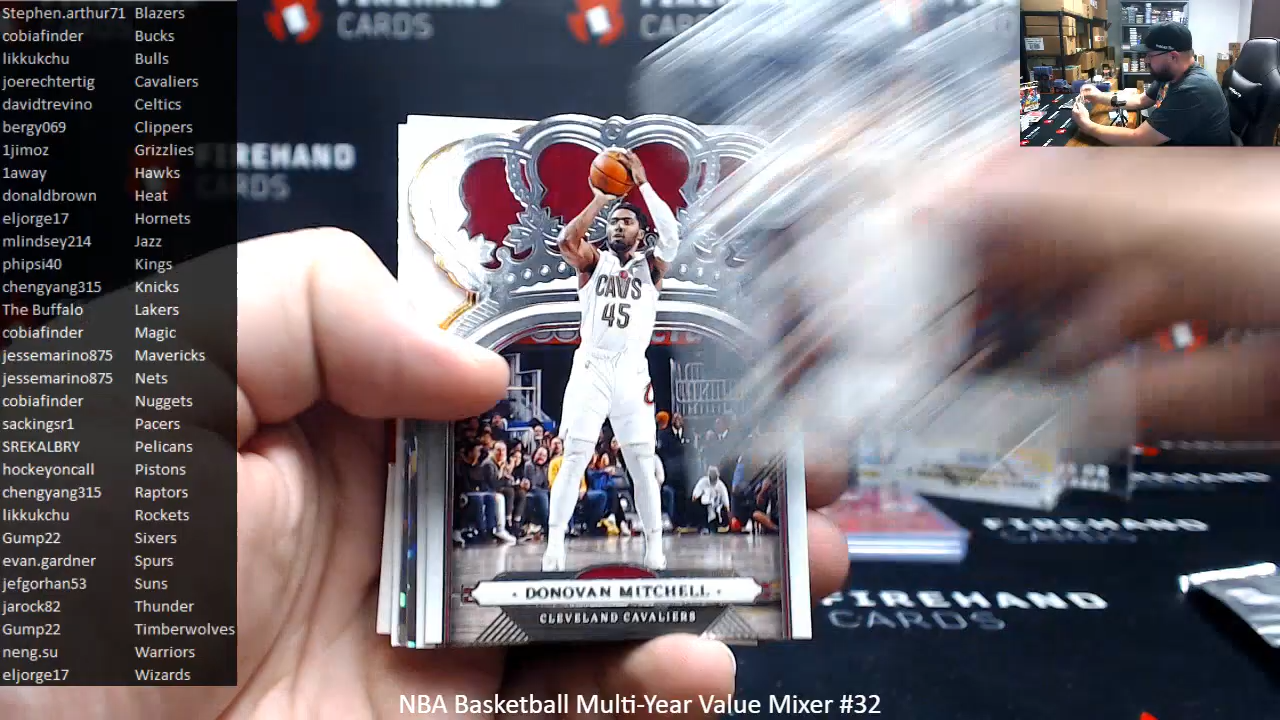 Stephen.arthur71 Blazers
cobiafinder Bucks
likkukchu Bulls
joerechtertig Cavaliers
davidtrevino Celtics
bergy069 Clippers
1jimoz Grizzlies
1away Hawks
donaldbrown Heat
eljorge17 Hornets
mlindsey214 Jazz
phipsi40 Kings
chengyang315 Knicks
The Buffalo Lakers
cobiafinder Magic
jessemarino875 Mavericks
jessemarino875 Nets
cobiafinder Nuggets
sackingsr1 Pacers
SREKALBRY Pelicans
hockeyoncall Pistons
chengyang315 Raptors
likkukchu Rockets
Gump22 Sixers
evan.gardner Spurs
jefgorhan53 Suns
jarock82 Thunder
Gump22 Timberwolves
neng.su Warriors
eljorge17 Wizards
CARDS
CARDS
FIREHAND
CARDS
CAVS
45
DONOVAN MITCHELL
CLEVELAND CAVALIERS
FIREHAND
FIREHAND
CARDS
NBA Basketball Multi-Year Value Mixer #32